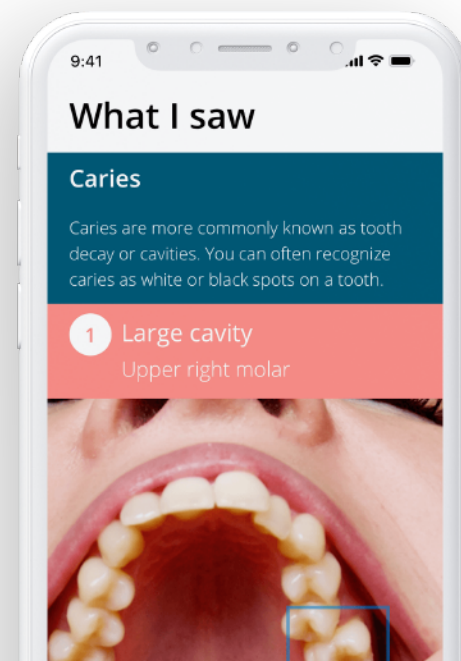 9:41
What I saw
Caries
Caries are more commonly known as tooth
decay or cavities. You can often recognize
caries as white or black spots on a tooth.
1 Large cavity
Upper right molar